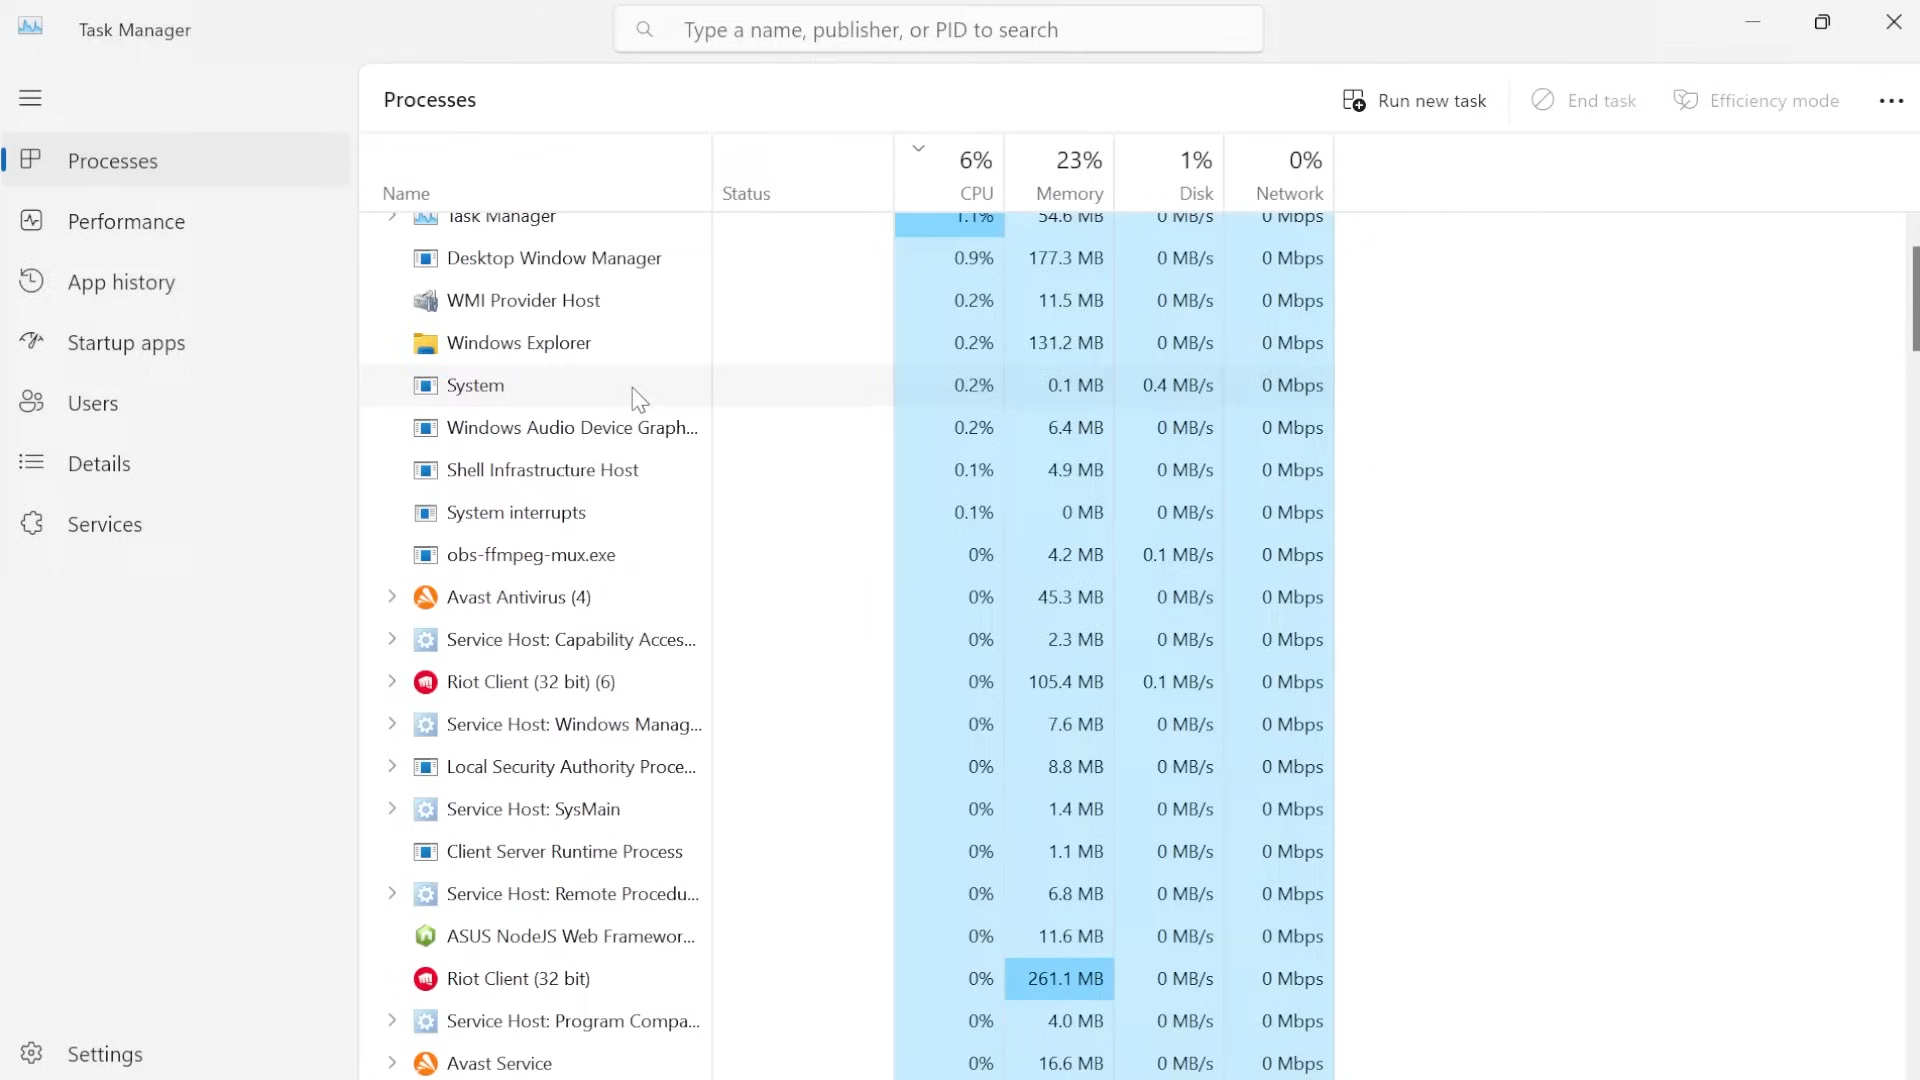 Task Manager
Type a name, publisher, or PID to search
Processes
Run new task
End task
Efficiency mode
Processes
Performance
App history
Startup apps
Users
Details
Services
Settings
6% 23% 1% 0%
Name Status CPU Memory Disk Network
Task Manager 1.1% 54.6 MB 0 MB/s 0 Mbps
Desktop Window Manager 0.9% 177.3 MB 0 MB/s 0 Mbps
WMI Provider Host 0.2% 11.5 MB 0 MB/s 0 Mbps
Windows Explorer 0.2% 131.2 MB 0 MB/s 0 Mbps
System 0.2% 0.1 MB 0.4 MB/s 0 Mbps
Windows Audio Device Graph... 0.2% 6.4 MB 0 MB/s 0 Mbps
Shell Infrastructure Host 0.1% 4.9 MB 0 MB/s 0 Mbps
System interrupts 0.1% 0 MB 0 MB/s 0 Mbps
obs-ffmpeg-mux.exe 0% 4.2 MB 0.1 MB/s 0 Mbps
Avast Antivirus (4) 0% 45.3 MB 0 MB/s 0 Mbps
Service Host: Capability Acces... 0% 2.3 MB 0 MB/s 0 Mbps
Riot Client (32 bit) (6) 0% 105.4 MB 0.1 MB/s 0 Mbps
Service Host: Windows Manag... 0% 7.6 MB 0 MB/s 0 Mbps
Local Security Authority Proce... 0% 8.8 MB 0 MB/s 0 Mbps
Service Host: SysMain 0% 1.4 MB 0 MB/s 0 Mbps
Client Server Runtime Process 0% 1.1 MB 0 MB/s 0 Mbps
Service Host: Remote Procedu... 0% 6.8 MB 0 MB/s 0 Mbps
ASUS NodeJS Web Framewor... 0% 11.6 MB 0 MB/s 0 Mbps
Riot Client (32 bit) 0% 261.1 MB 0 MB/s 0 Mbps
Service Host: Program Compa... 0% 4.0 MB 0 MB/s 0 Mbps
Avast Service 0% 16.6 MB 0 MB/s 0 Mbps